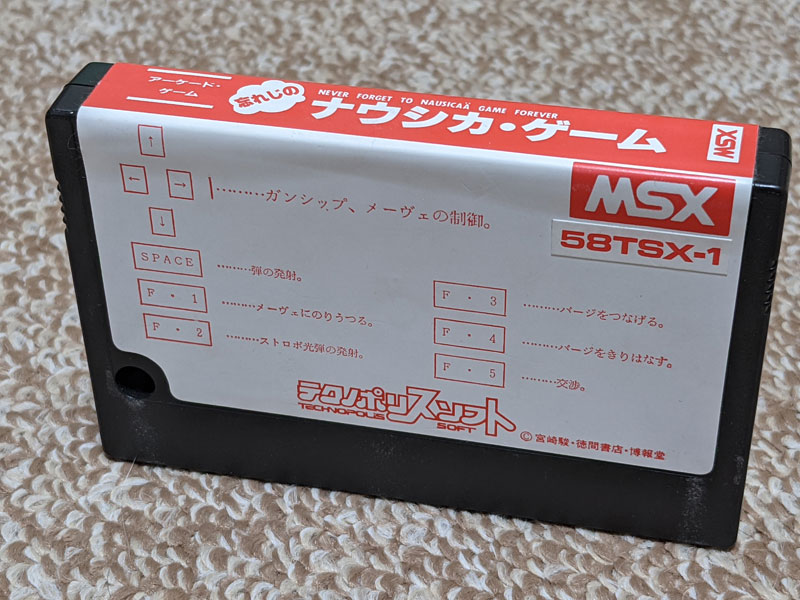 アーケード・
ゲーム
忘れじの
NEVER FORGET TO NAUSICAÄ GAME FOREVER
ナウシカ・ゲーム
MSX
MSX
58TSX-1
↑
← →
↓
………ガンシップ、メーヴェの制御。
SPACE ………弾の発射。
F・1 ………メーヴェにのりうつる。
F・2 ………ストロボ光弾の発射。
F・3 ………バージをつなげる。
F・4 ………バージをきりはなす。
F・5 ………交渉。
テクノポリスソフト
TECHNOPOLIS SOFT
©宮崎駿・徳間書店・博報堂